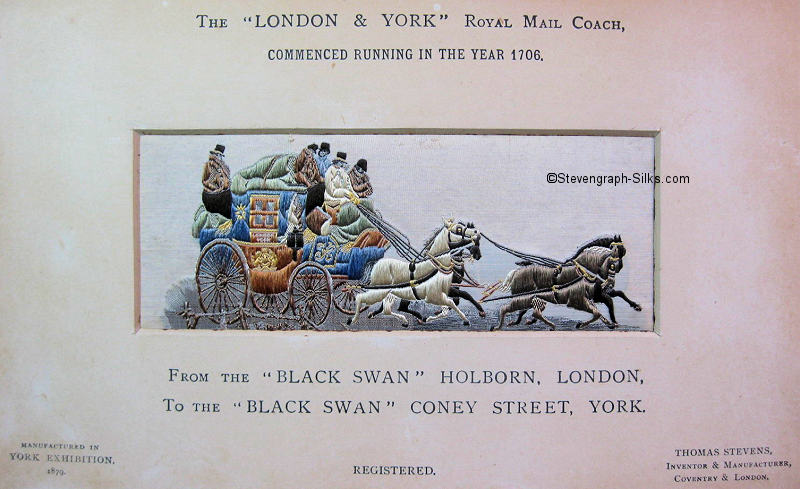 The “LONDON & YORK” Royal Mail Coach,
COMMENCED RUNNING IN THE YEAR 1706.
©Stevengraph-Silks.com
From the “BLACK SWAN” HOLBORN, LONDON,
To the “BLACK SWAN” CONEY STREET, YORK.
MANUFACTURED IN
YORK EXHIBITION,
1879.
REGISTERED.
THOMAS STEVENS,
Inventor & Manufacturer,
Coventry & London.